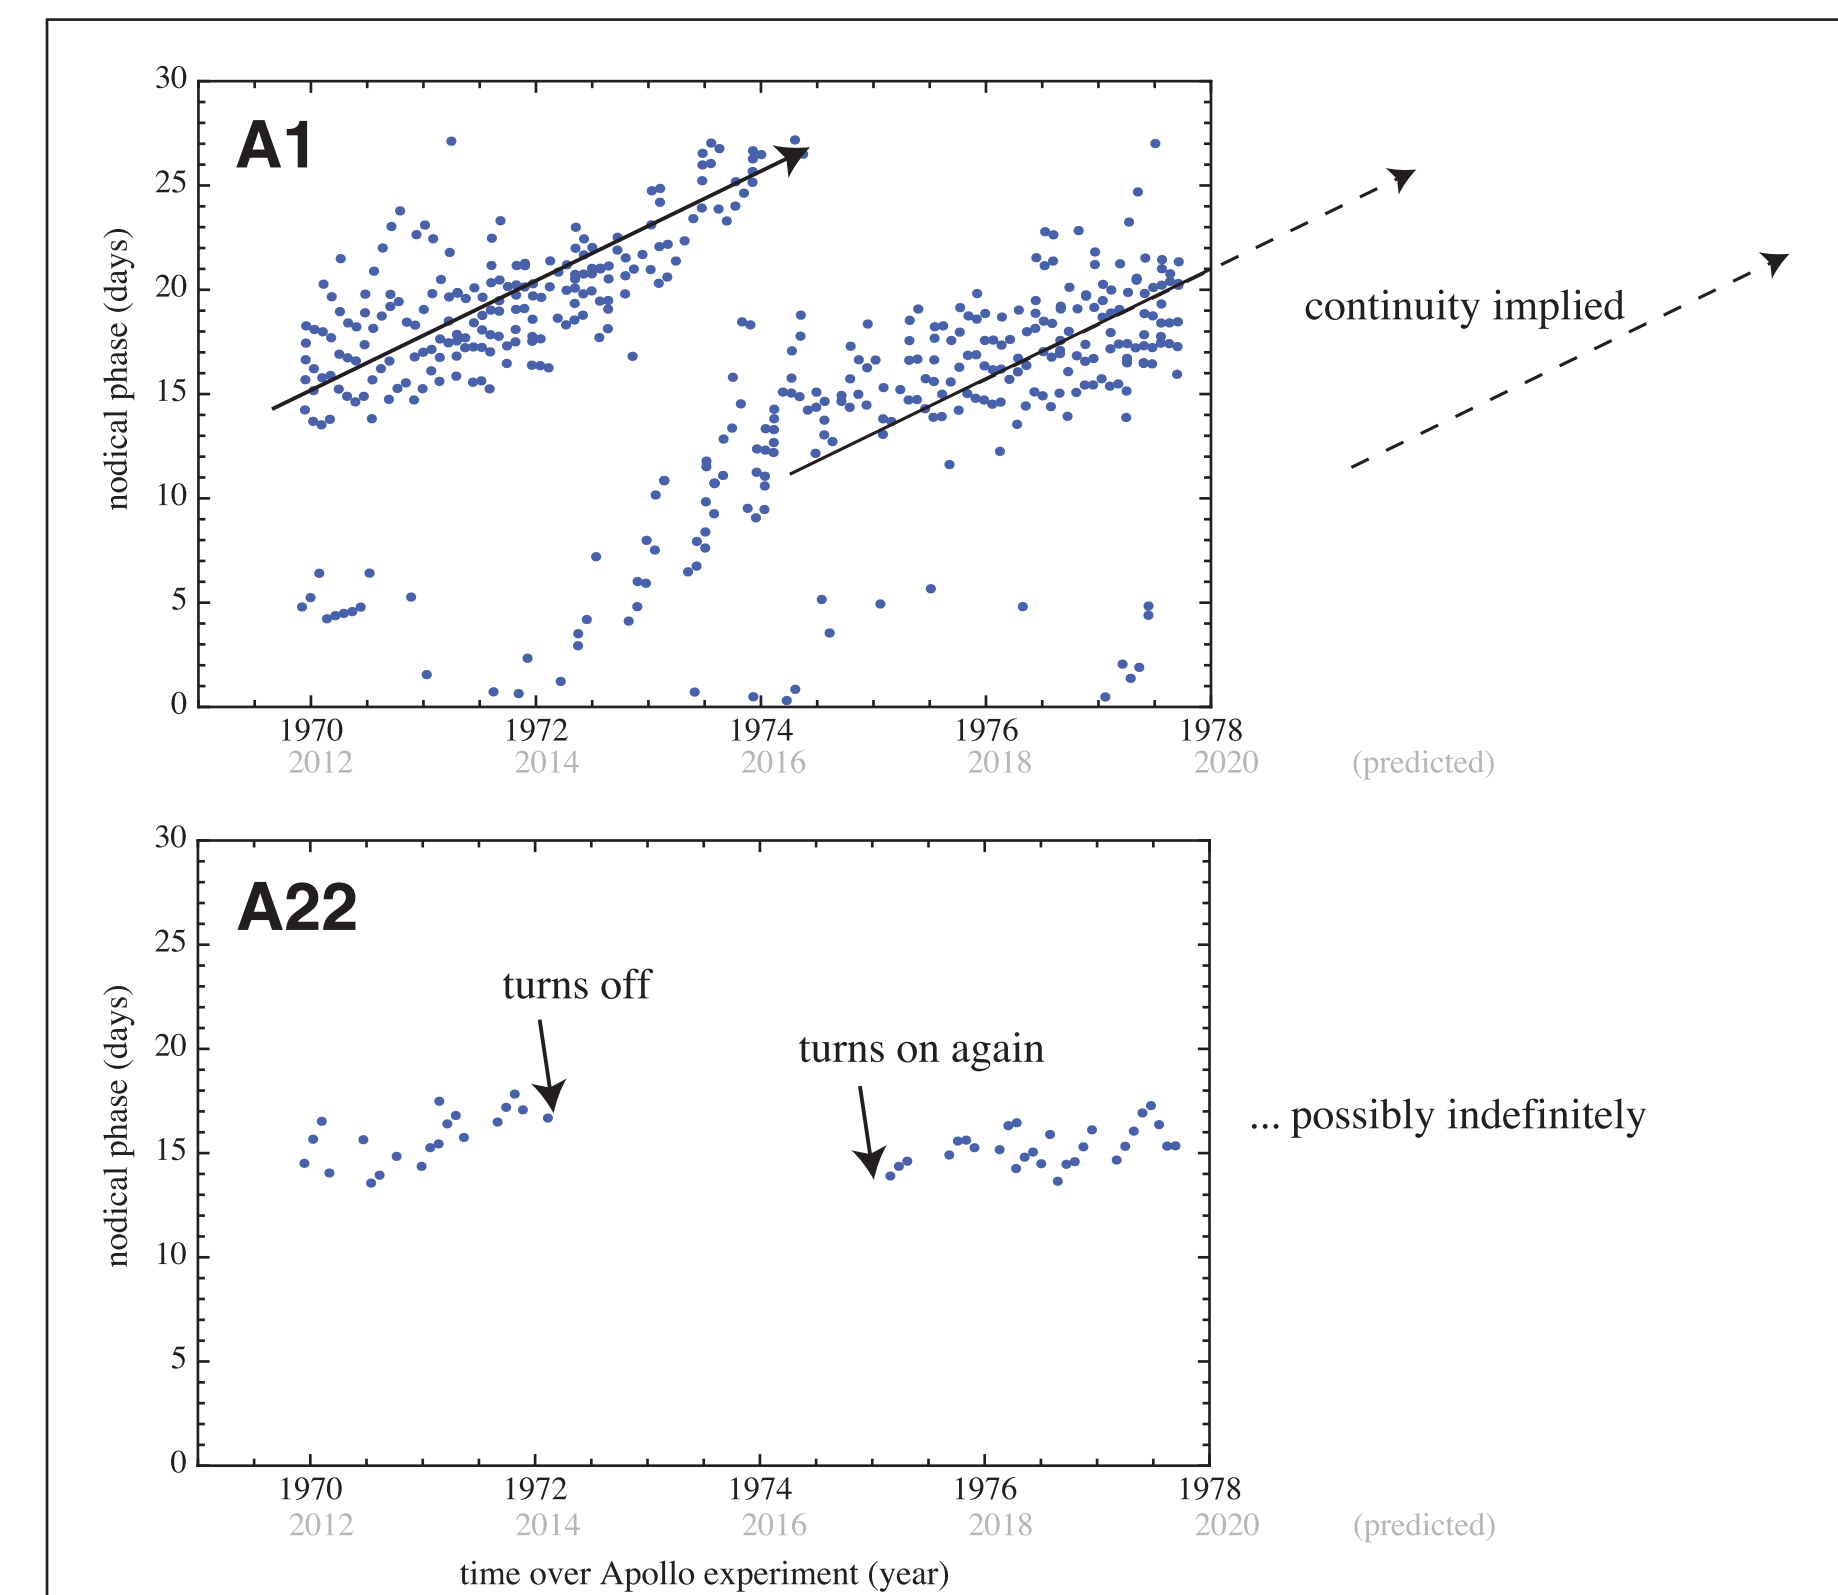 30
A1
25
20
15
10
5
0
nodical phase (days)
continuity implied
1970 1972 1974 1976 1978
2012 2014 2016 2018 2020 (predicted)
30
A22
25
turns off
20
turns on again
15
... possibly indefinitely
10
5
0
nodical phase (days)
1970 1972 1974 1976 1978
2012 2014 2016 2018 2020 (predicted)
time over Apollo experiment (year)